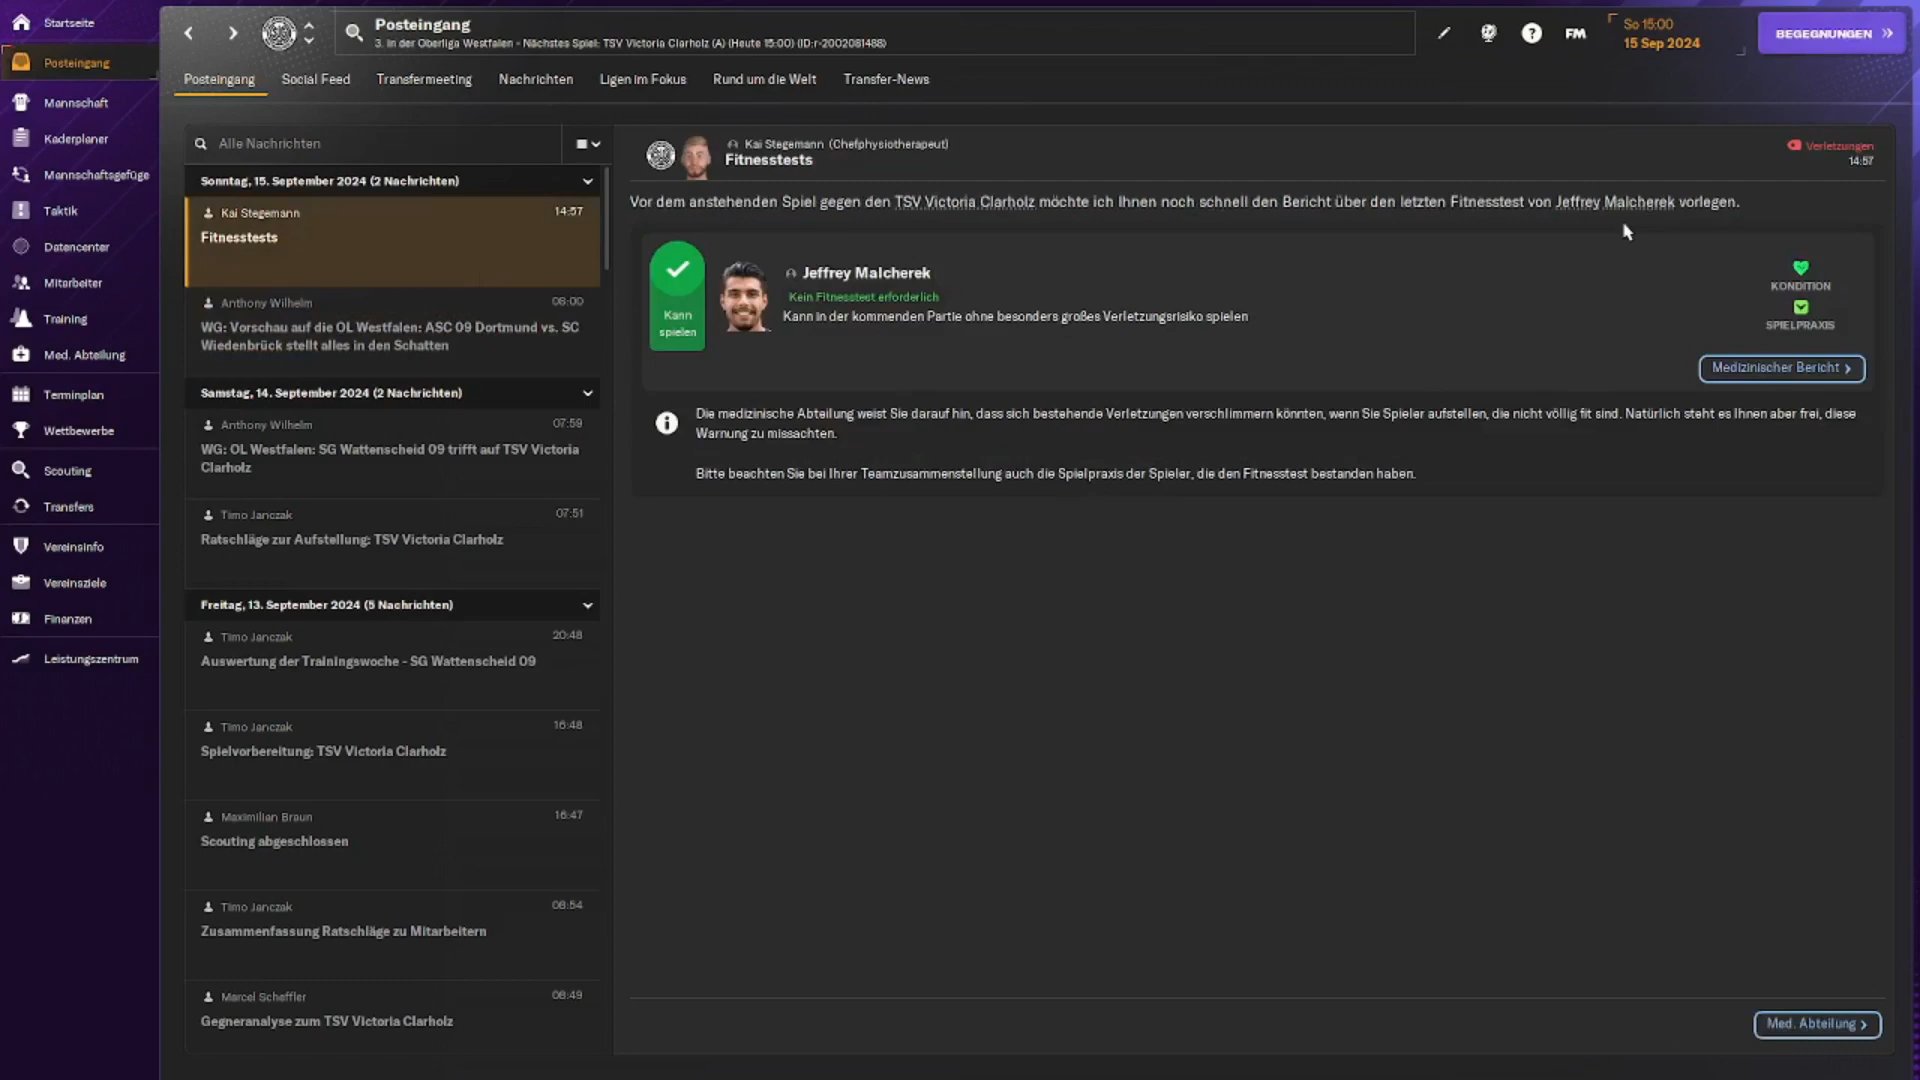 Startseite
Posteingang
Mannschaft
Kaderplaner
Mannschaftsgefüge
Taktik
Datencenter
Mitarbeiter
Training
Med. Abteilung
Terminplan
Wettbewerbe
Scouting
Transfers
Vereinsinfo
Vereinsziele
Finanzen
Leistungszentrum
Posteingang
3. in der Oberliga Westfalen - Nächstes Spiel: TSV Victoria Clarholz (A) (Heute 15:00) (ID:r-2002081488)
FM
So 15:00
15 Sep 2024
BEGEGNUNGEN
Posteingang Social Feed Transfermeeting Nachrichten Ligen im Fokus Rund um die Welt Transfer-News
Alle Nachrichten
Sonntag, 15. September 2024 (2 Nachrichten)
Kai Stegemann 14:57
Fitnesstests
Anthony Wilhelm 08:00
WG: Vorschau auf die OL Westfalen: ASC 09 Dortmund vs. SC
Wiedenbrück stellt alles in den Schatten
Samstag, 14. September 2024 (2 Nachrichten)
Anthony Wilhelm 07:59
WG: OL Westfalen: SG Wattenscheid 09 trifft auf TSV Victoria
Clarholz
Timo Janczak 07:51
Ratschläge zur Aufstellung: TSV Victoria Clarholz
Freitag, 13. September 2024 (5 Nachrichten)
Timo Janczak 20:48
Auswertung der Trainingswoche - SG Wattenscheid 09
Timo Janczak 16:48
Spielvorbereitung: TSV Victoria Clarholz
Maximilian Braun 16:47
Scouting abgeschlossen
Timo Janczak 08:54
Zusammenfassung Ratschläge zu Mitarbeitern
Marcel Scheffler 08:49
Gegneranalyse zum TSV Victoria Clarholz
Kai Stegemann (Chefphysiotherapeut)
Fitnesstests
Verletzungen
14:57
Vor dem anstehenden Spiel gegen den TSV Victoria Clarholz möchte ich Ihnen noch schnell den Bericht über den letzten Fitnesstest von Jeffrey Malcherek vorlegen.
Kann
spielen
Jeffrey Malcherek
Kein Fitnesstest erforderlich
Kann in der kommenden Partie ohne besonders großes Verletzungsrisiko spielen
KONDITION
SPIELPRAXIS
Medizinischer Bericht
Die medizinische Abteilung weist Sie darauf hin, dass sich bestehende Verletzungen verschlimmern könnten, wenn Sie Spieler aufstellen, die nicht völlig fit sind. Natürlich steht es Ihnen aber frei, diese
Warnung zu missachten.
Bitte beachten Sie bei Ihrer Teamzusammenstellung auch die Spielpraxis der Spieler, die den Fitnesstest bestanden haben.
Med. Abteilung